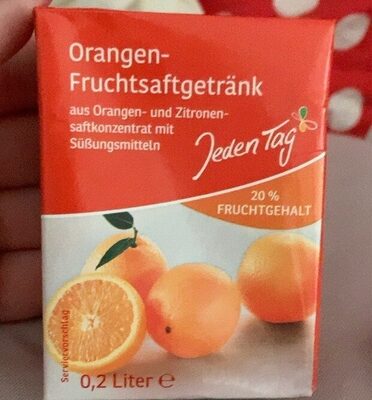 Orangen-
Fruchtsaftgetränk
aus Orangen- und Zitronen-
saftkonzentrat mit
Süßungsmitteln
Jeden Tag
20 %
FRUCHTGEHALT
Serviervorschlag
0,2 Liter ℮